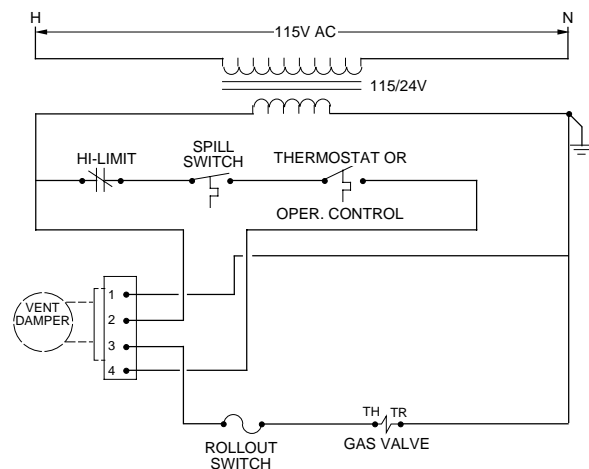 H
N
115V AC
115/24V
HI-LIMIT
SPILL
SWITCH
THERMOSTAT OR
OPER. CONTROL
VENT
DAMPER
1
2
3
4
TH
TR
ROLLOUT
SWITCH
GAS VALVE